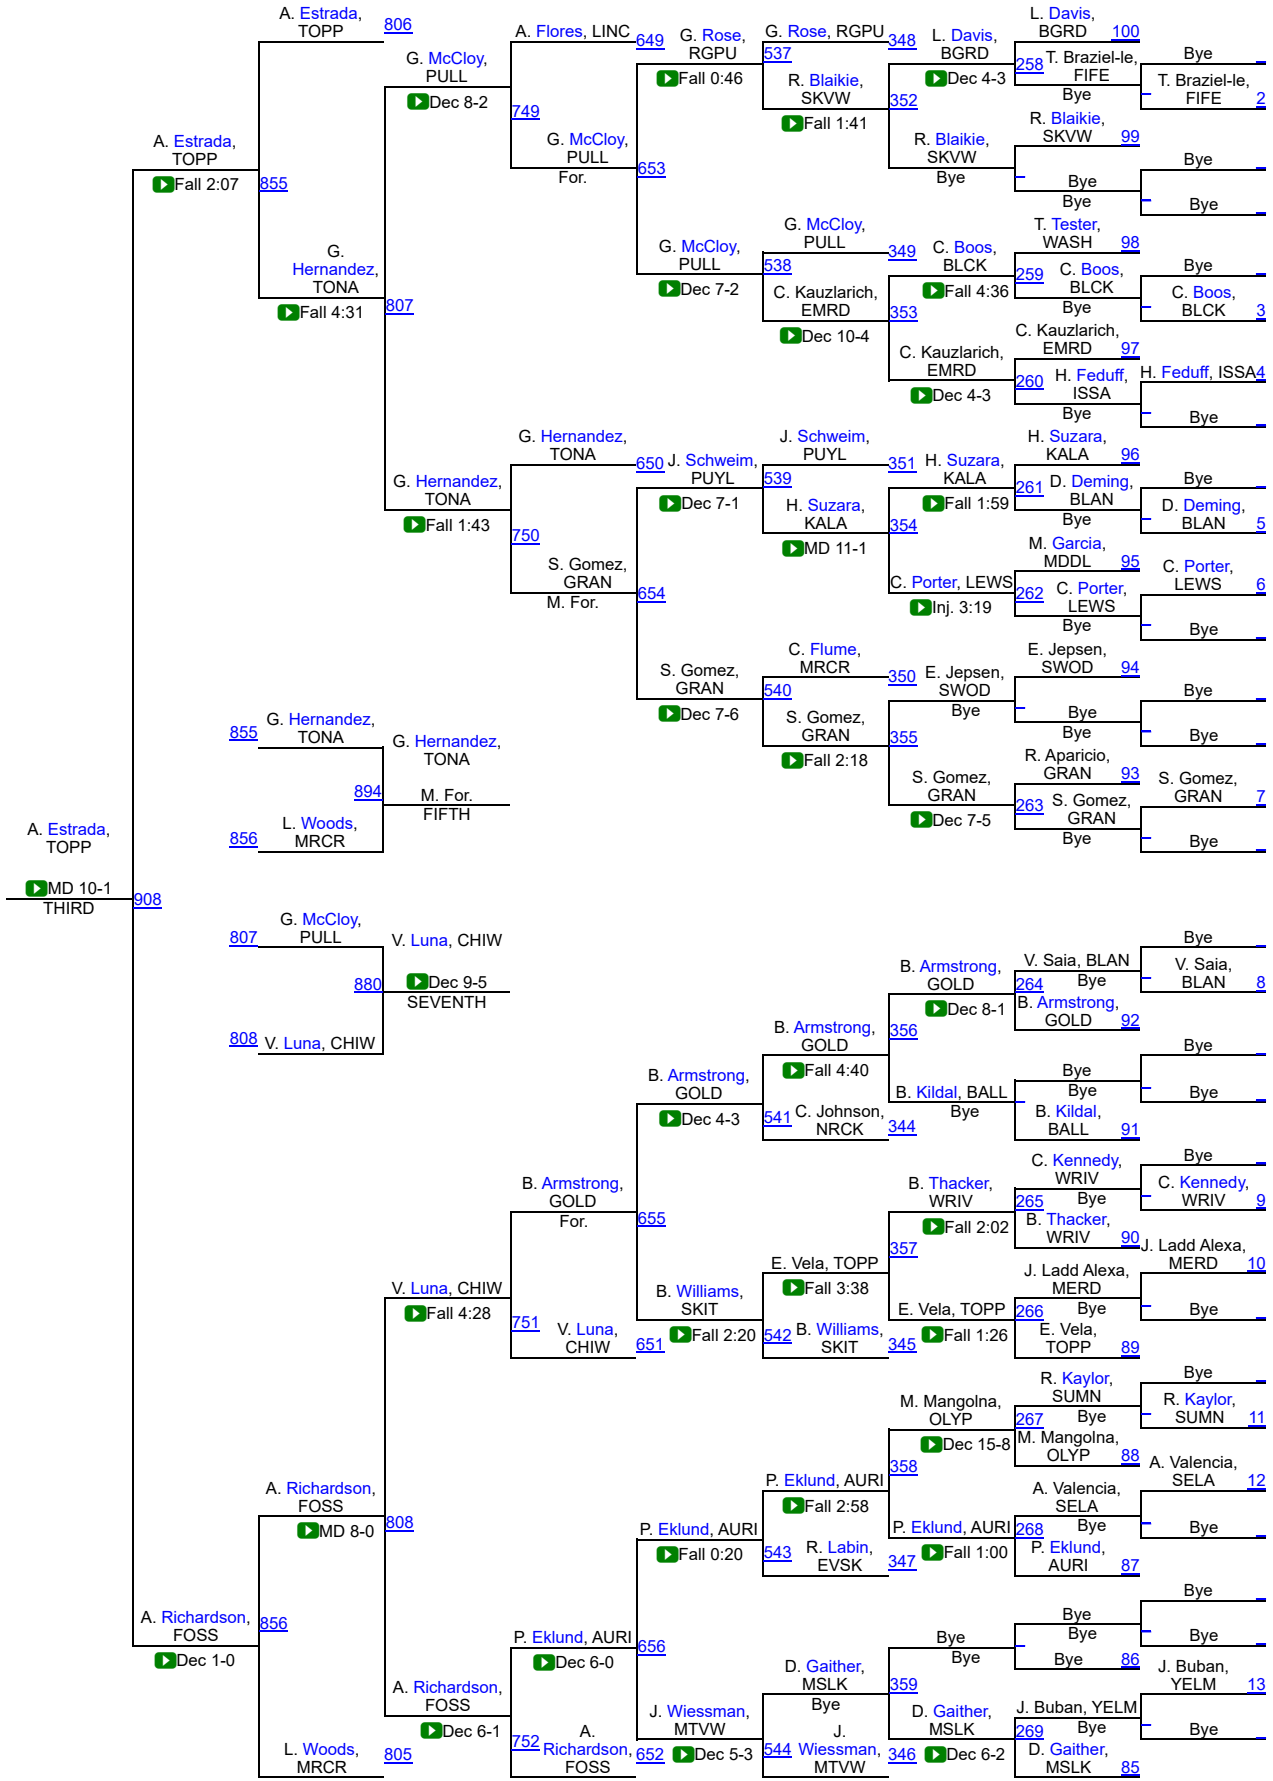 A. Estrada,
TOPP
806
A. Flores, LINC
649
G. Rose,
RGPU
Fall 0:46
G. Rose, RGPU
348
537
L. Davis,
BGRD
Dec 4-3
L. Davis,
BGRD
100
258
T. Braziel-le,
FIFE
Bye
Bye
T. Braziel-le,
FIFE
2
G. McCloy,
PULL
Dec 8-2
749
R. Blaikie,
SKVW
Fall 1:41
352
R. Blaikie,
SKVW
99
Bye
R. Blaikie,
SKVW
Bye
Bye
Bye
Bye
A. Estrada,
TOPP
Fall 2:07
855
G. McCloy,
PULL
For.
653
G. McCloy,
PULL
349
T. Tester,
WASH
98
Bye
G.
Hernandez,
TONA
Fall 4:31
807
G. McCloy,
PULL
Dec 7-2
538
C. Boos,
BLCK
Fall 4:36
259
C. Boos,
BLCK
Bye
C. Boos,
BLCK
3
C. Kauzlarich,
EMRD
Dec 10-4
353
C. Kauzlarich,
EMRD
97
C. Kauzlarich,
EMRD
Dec 4-3
260
H. Feduff,
ISSA
Bye
H. Feduff, ISSA
4
Bye
G. Hernandez,
TONA
650
J. Schweim,
PUYL
351
H. Suzara,
KALA
96
J. Schweim,
PUYL
Dec 7-1
539
H. Suzara,
KALA
Fall 1:59
261
D. Deming,
BLAN
Bye
Bye
D. Deming,
BLAN
5
G. Hernandez,
TONA
Fall 1:43
750
H. Suzara,
KALA
MD 11-1
354
M. Garcia,
MDDL
95
C. Porter,
LEWS
6
S. Gomez,
GRAN
M. For.
654
C. Porter, LEWS
Inj. 3:19
262
C. Porter,
LEWS
Bye
Bye
C. Flume,
MRCR
350
E. Jepsen,
SWOD
94
Bye
S. Gomez,
GRAN
Dec 7-6
540
E. Jepsen,
SWOD
Bye
Bye
Bye
Bye
855
G. Hernandez,
TONA
G. Hernandez,
TONA
S. Gomez,
GRAN
Fall 2:18
355
R. Aparicio,
GRAN
93
S. Gomez,
GRAN
7
894
M. For.
FIFTH
S. Gomez,
GRAN
Dec 7-5
263
S. Gomez,
GRAN
Bye
Bye
856
L. Woods,
MRCR
A. Estrada,
TOPP
MD 10-1
THIRD
908
807
G. McCloy,
PULL
V. Luna, CHIW
Bye
880
Dec 9-5
SEVENTH
B. Armstrong,
GOLD
Dec 8-1
V. Saia, BLAN
Bye
264
V. Saia,
BLAN
8
B. Armstrong,
GOLD
92
808
V. Luna, CHIW
B. Armstrong,
GOLD
Fall 4:40
356
Bye
B. Armstrong,
GOLD
Dec 4-3
B. Kildal, BALL
Bye
Bye
Bye
Bye
541
C. Johnson,
NRCK
344
B. Kildal,
BALL
91
Bye
B. Armstrong,
GOLD
For.
655
B. Thacker,
WRIV
Fall 2:02
C. Kennedy,
WRIV
Bye
265
C. Kennedy,
WRIV
9
B. Thacker,
WRIV
90
357
J. Ladd Alexa,
MERD
10
E. Vela, TOPP
Fall 3:38
J. Ladd Alexa,
MERD
Bye
Bye
V. Luna, CHIW
Fall 4:28
B. Williams,
SKIT
Fall 2:20
E. Vela, TOPP
Fall 1:26
266
E. Vela,
TOPP
89
751
V. Luna,
CHIW
651
542
B. Williams,
SKIT
345
R. Kaylor,
SUMN
Bye
Bye
M. Mangolna,
OLYP
Dec 15-8
267
R. Kaylor,
SUMN
11
M. Mangolna,
OLYP
88
358
A. Valencia,
SELA
12
A. Richardson,
FOSS
MD 8-0
808
P. Eklund, AURI
Fall 2:58
A. Valencia,
SELA
Bye
Bye
P. Eklund, AURI
Fall 0:20
P. Eklund, AURI
Fall 1:00
268
543
R. Labin,
EVSK
347
P. Eklund,
AURI
87
Bye
A. Richardson,
FOSS
Dec 1-0
856
P. Eklund, AURI
Dec 6-0
656
Bye
Bye
Bye
Bye
Bye
Bye
86
D. Gaither,
MSLK
Bye
359
J. Buban,
YELM
13
A. Richardson,
FOSS
Dec 6-1
J. Wiessman,
MTVW
Dec 5-3
D. Gaither,
MSLK
Dec 6-2
J. Buban, YELM
Bye
269
Bye
L. Woods,
MRCR
805
752
A.
Richardson,
FOSS
652
544
J.
Wiessman,
MTVW
346
D. Gaither,
MSLK
85